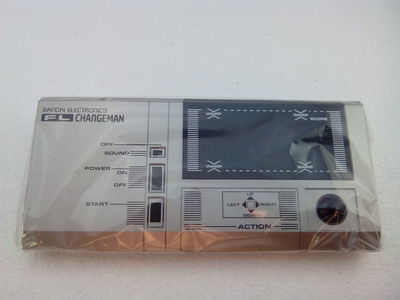 BANDAI ELECTRONICS
FL CHANGEMAN
OFF
SOUND
POWER
ON
OFF
START
WARP
WARP
SCORE
WARP
WARP
UP
LEFT
RIGHT
DOWN
ACTION